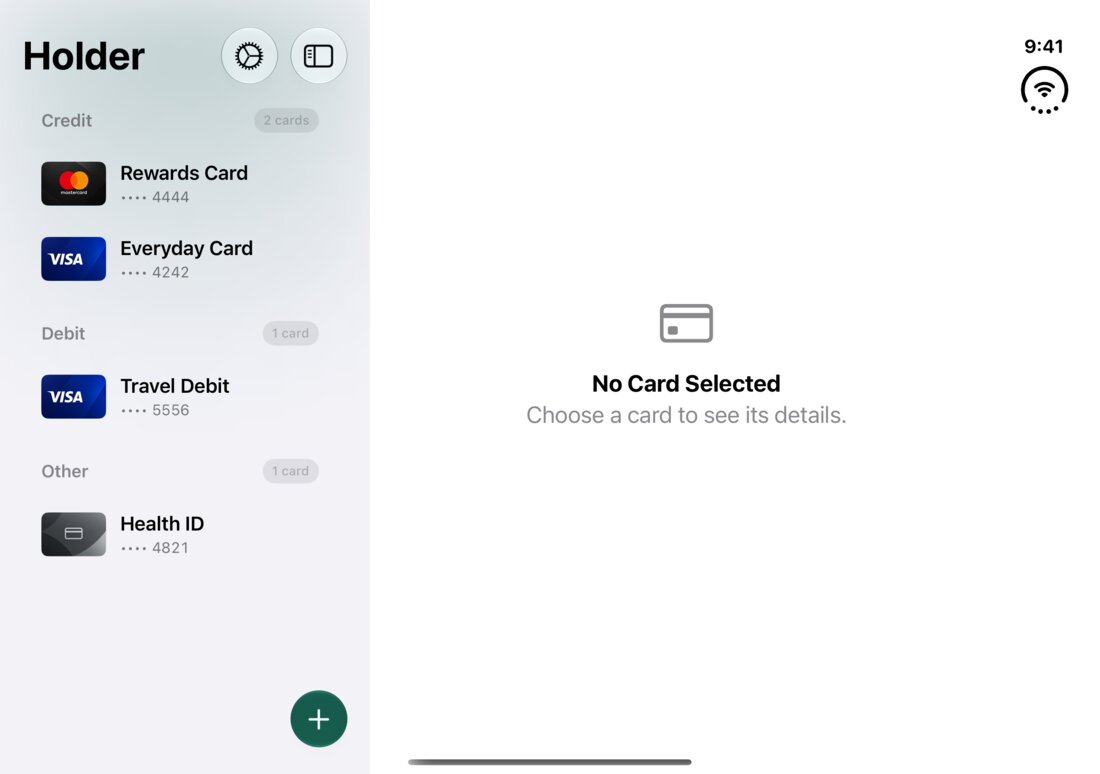 Holder
9:41
Credit
2 cards
mastercard
Rewards Card
•••• 4444
VISA
Everyday Card
•••• 4242
Debit
1 card
VISA
Travel Debit
•••• 5556
Other
1 card
Health ID
•••• 4821
No Card Selected
Choose a card to see its details.